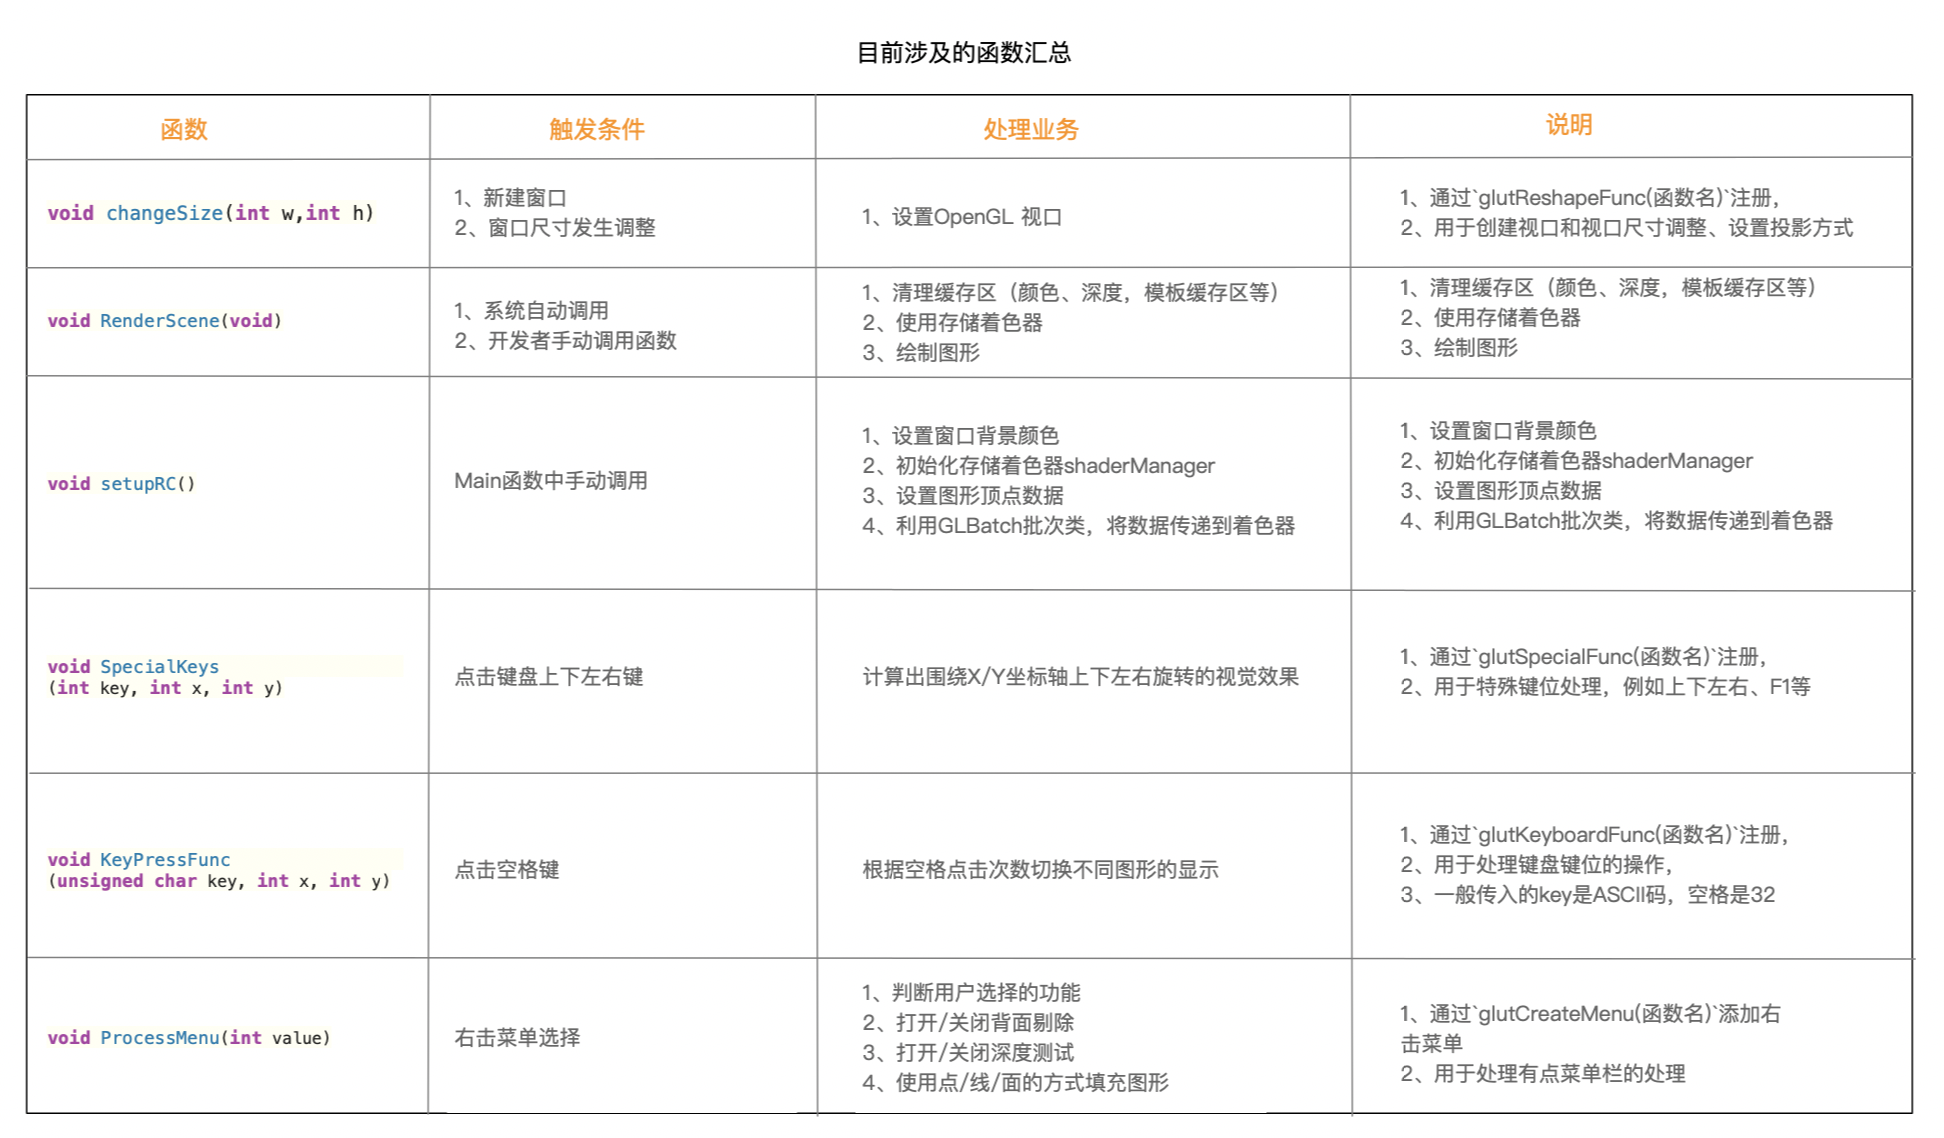 目前涉及的函数汇总
函数
触发条件
处理业务
说明
void changeSize(int w,int h)
1、新建窗口
2、窗口尺寸发生调整
1、设置OpenGL 视口
1、通过`glutReshapeFunc(函数名)`注册，
2、用于创建视口和视口尺寸调整、设置投影方式
void RenderScene(void)
1、系统自动调用
2、开发者手动调用函数
1、清理缓存区（颜色、深度，模板缓存区等）
2、使用存储着色器
3、绘制图形
1、清理缓存区（颜色、深度，模板缓存区等）
2、使用存储着色器
3、绘制图形
void setupRC()
Main函数中手动调用
1、设置窗口背景颜色
2、初始化存储着色器shaderManager
3、设置图形顶点数据
4、利用GLBatch批次类，将数据传递到着色器
1、设置窗口背景颜色
2、初始化存储着色器shaderManager
3、设置图形顶点数据
4、利用GLBatch批次类，将数据传递到着色器
void SpecialKeys
(int key, int x, int y)
点击键盘上下左右键
计算出围绕X/Y坐标轴上下左右旋转的视觉效果
1、通过`glutSpecialFunc(函数名)`注册，
2、用于特殊键位处理，例如上下左右、F1等
void KeyPressFunc
(unsigned char key, int x, int y)
点击空格键
根据空格点击次数切换不同图形的显示
1、通过`glutKeyboardFunc(函数名)`注册，
2、用于处理键盘键位的操作，
3、一般传入的key是ASCII码，空格是32
void ProcessMenu(int value)
右击菜单选择
1、判断用户选择的功能
2、打开/关闭背面剔除
3、打开/关闭深度测试
4、使用点/线/面的方式填充图形
1、通过`glutCreateMenu(函数名)`添加右
击菜单
2、用于处理有点菜单栏的处理